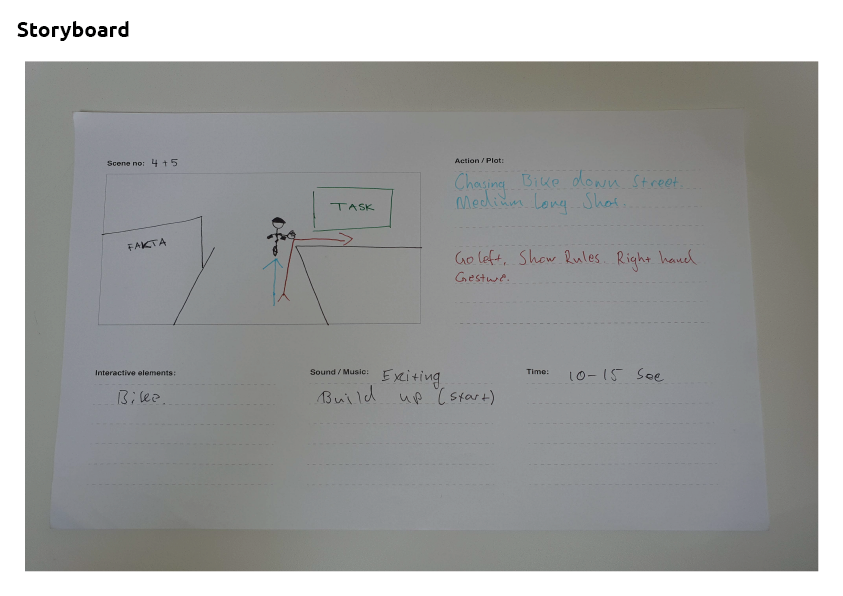 Storyboard
Scene no: 4+5
FAKTA
TASK
Action / Plot:
Chasing Bike down Street.
Medium Long Shot.
Go left, Show Rules. Right hand
Gesture.
Interactive elements:
Bike.
Sound / Music: Exiting
Build up (start)
Time: 10-15 Sec